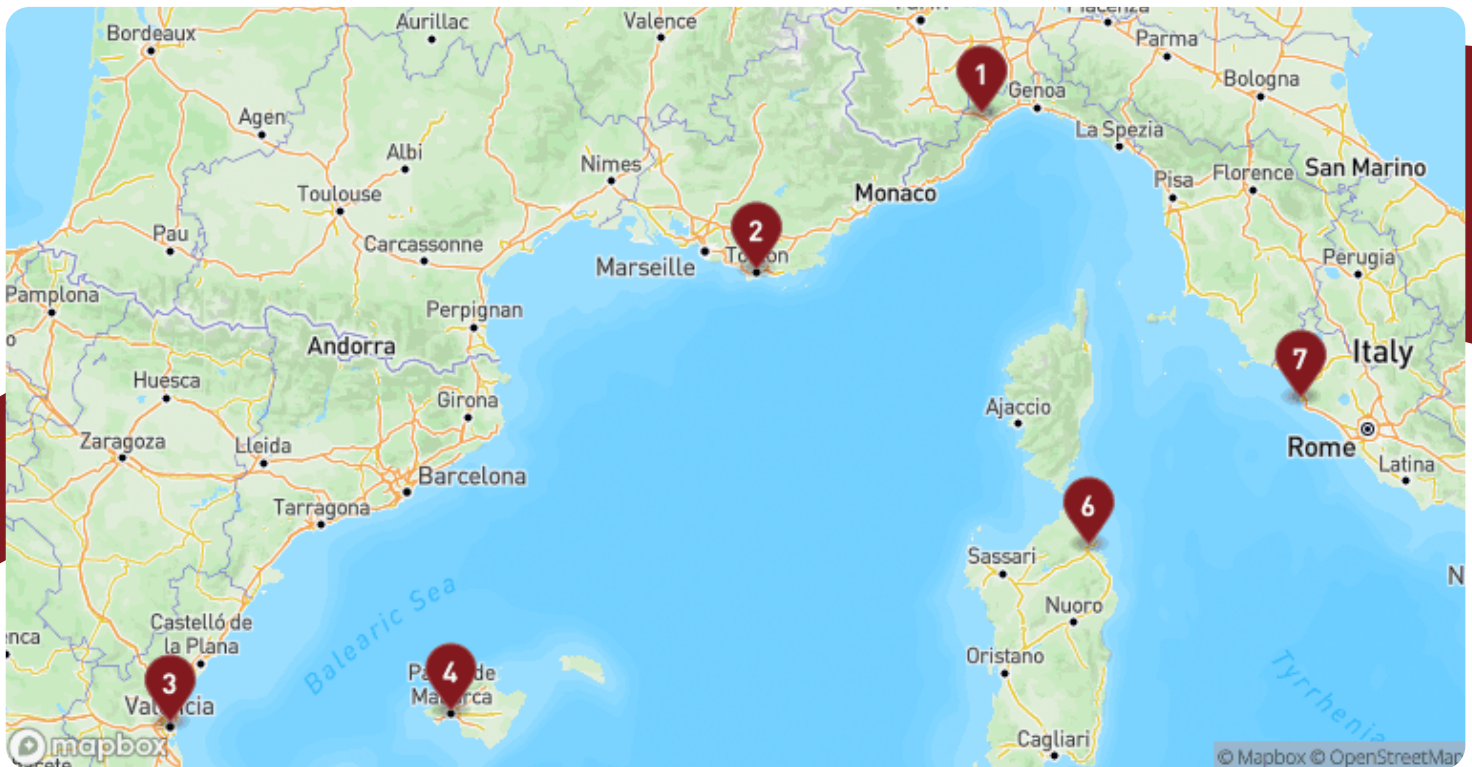 Bordeaux
Aurillac
Valence
Parma
1
Bologna
Genoa
Agen
La Spezia
Albi
Nimes
San Marino
Florence
Pisa
Toulouse
Monaco
2
Pau
Carcassonne
Marseille
Perugia
Pamplona
Perpignan
Andorra
Italy
7
Huesca
Girona
Ajaccio
Zaragoza
Lleida
Rome
Latina
Barcelona
Tarragona
6
Sassari
N
Balearic Sea
Nuoro
Castelló de
la Plana
Oristano
4
3
Tyrrhenia
Cagliari
mapbox
© Mapbox © OpenStreetMap